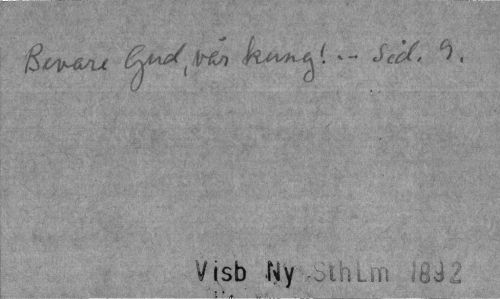 Bevare Gud, vår kung! -- Sid. 9.
Visb Ny SthLm 1892